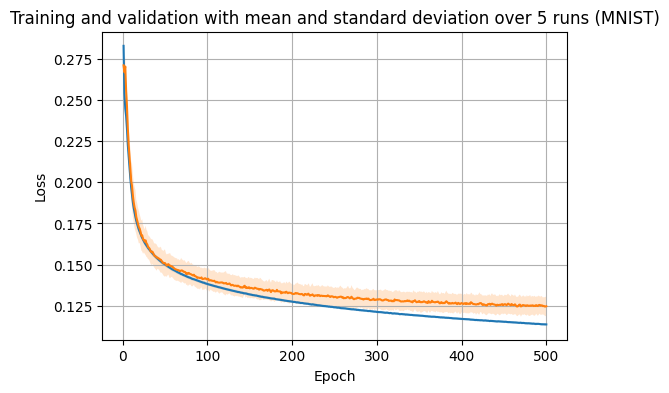 Training and validation with mean and standard deviation over 5 runs (MNIST)
0.275
0.250
0.225
0.200
0.175
0.150
0.125
Loss
0 100 200 300 400 500
Epoch